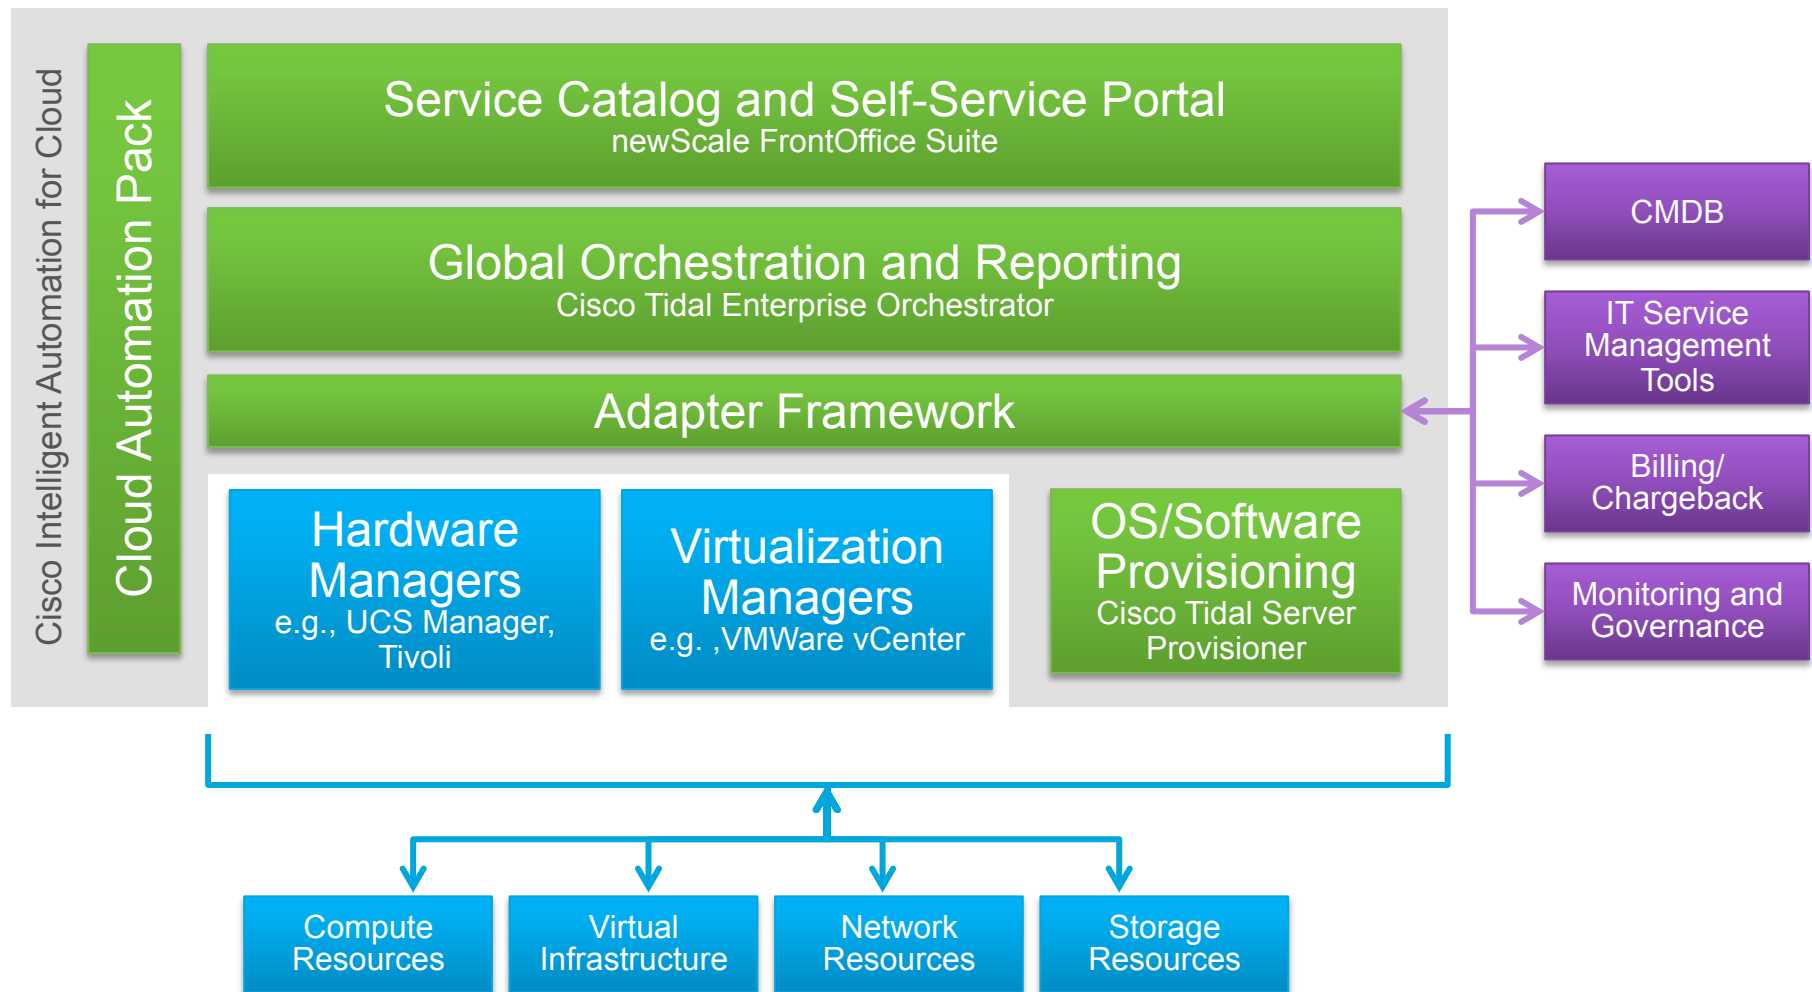 Cisco Intelligent Automation for Cloud
Cloud Automation Pack
Service Catalog and Self-Service Portal
newScale FrontOffice Suite
Global Orchestration and Reporting
Cisco Tidal Enterprise Orchestrator
Adapter Framework
Hardware
Managers
e.g., UCS Manager,
Tivoli
Virtualization
Managers
e.g. ,VMWare vCenter
OS/Software
Provisioning
Cisco Tidal Server
Provisioner
CMDB
IT Service
Management
Tools
Billing/
Chargeback
Monitoring and
Governance
Compute
Resources
Virtual
Infrastructure
Network
Resources
Storage
Resources